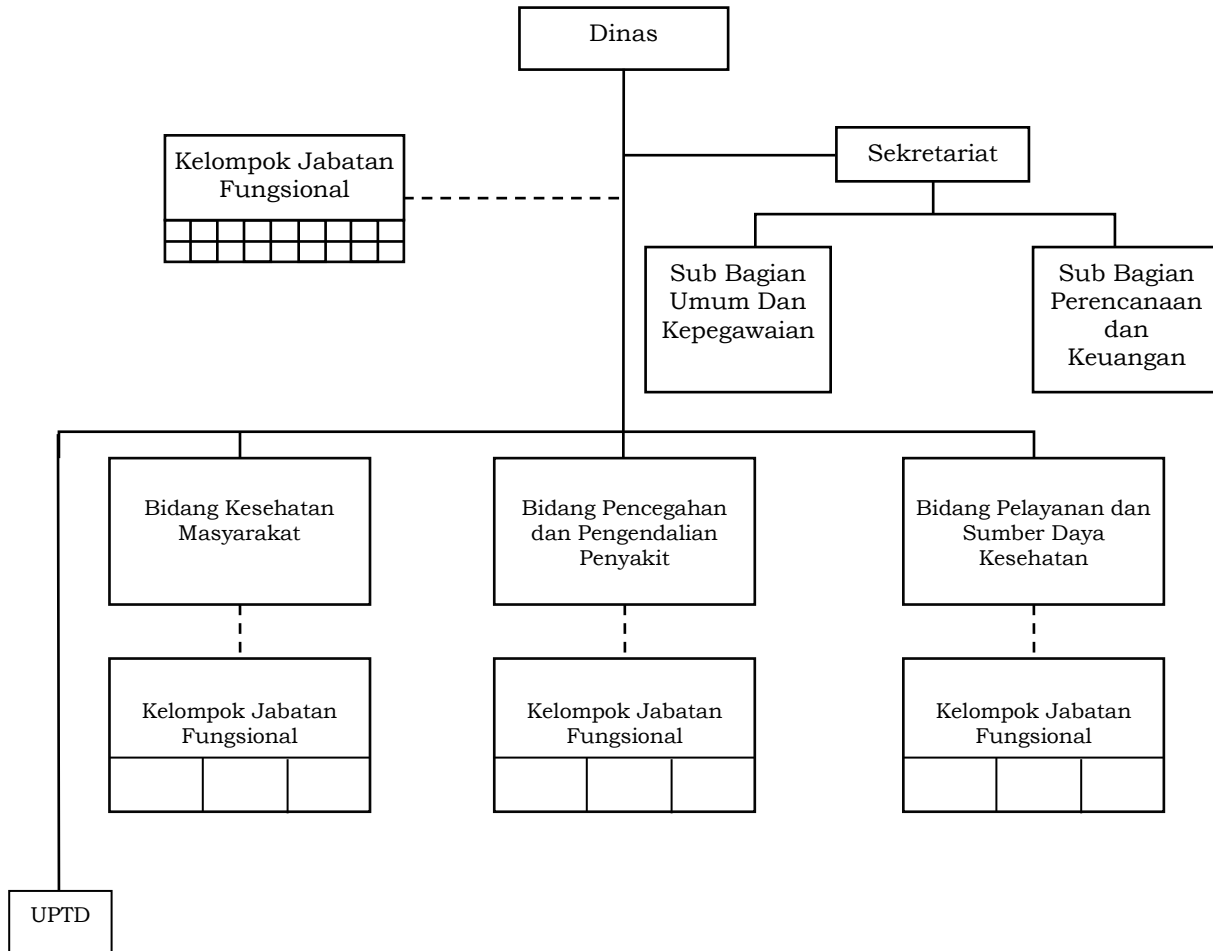 Dinas
Kelompok Jabatan
Fungsional
Sekretariat
Sub Bagian
Umum Dan
Kepegawaian
Sub Bagian
Perencanaan
dan
Keuangan
Bidang Kesehatan
Masyarakat
Bidang Pencegahan
dan Pengendalian
Penyakit
Bidang Pelayanan dan
Sumber Daya
Kesehatan
Kelompok Jabatan
Fungsional
Kelompok Jabatan
Fungsional
Kelompok Jabatan
Fungsional
UPTD